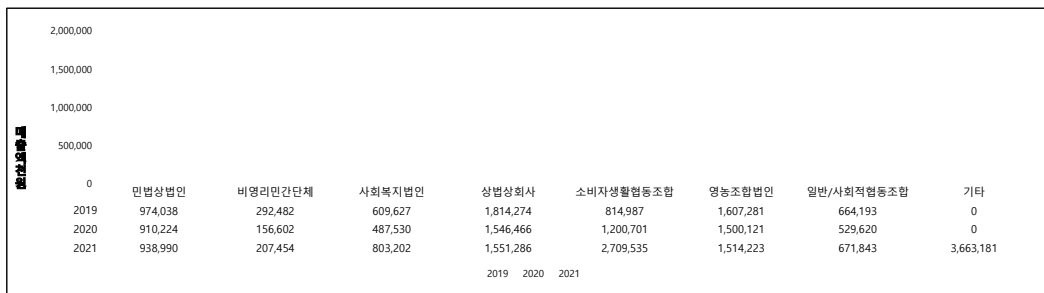 2,000,000
1,500,000
1,000,000
500,000
0
매출액천원
민법상법인 비영리민간단체 사회복지법인 상법상회사 소비자생활협동조합 영농조합법인 일반/사회적협동조합 기타
2019 974,038 292,482 609,627 1,814,274 814,987 1,607,281 664,193 0
2020 910,224 156,602 487,530 1,546,466 1,200,701 1,500,121 529,620 0
2021 938,990 207,454 803,202 1,551,286 2,709,535 1,514,223 671,843 3,663,181
2019 2020 2021